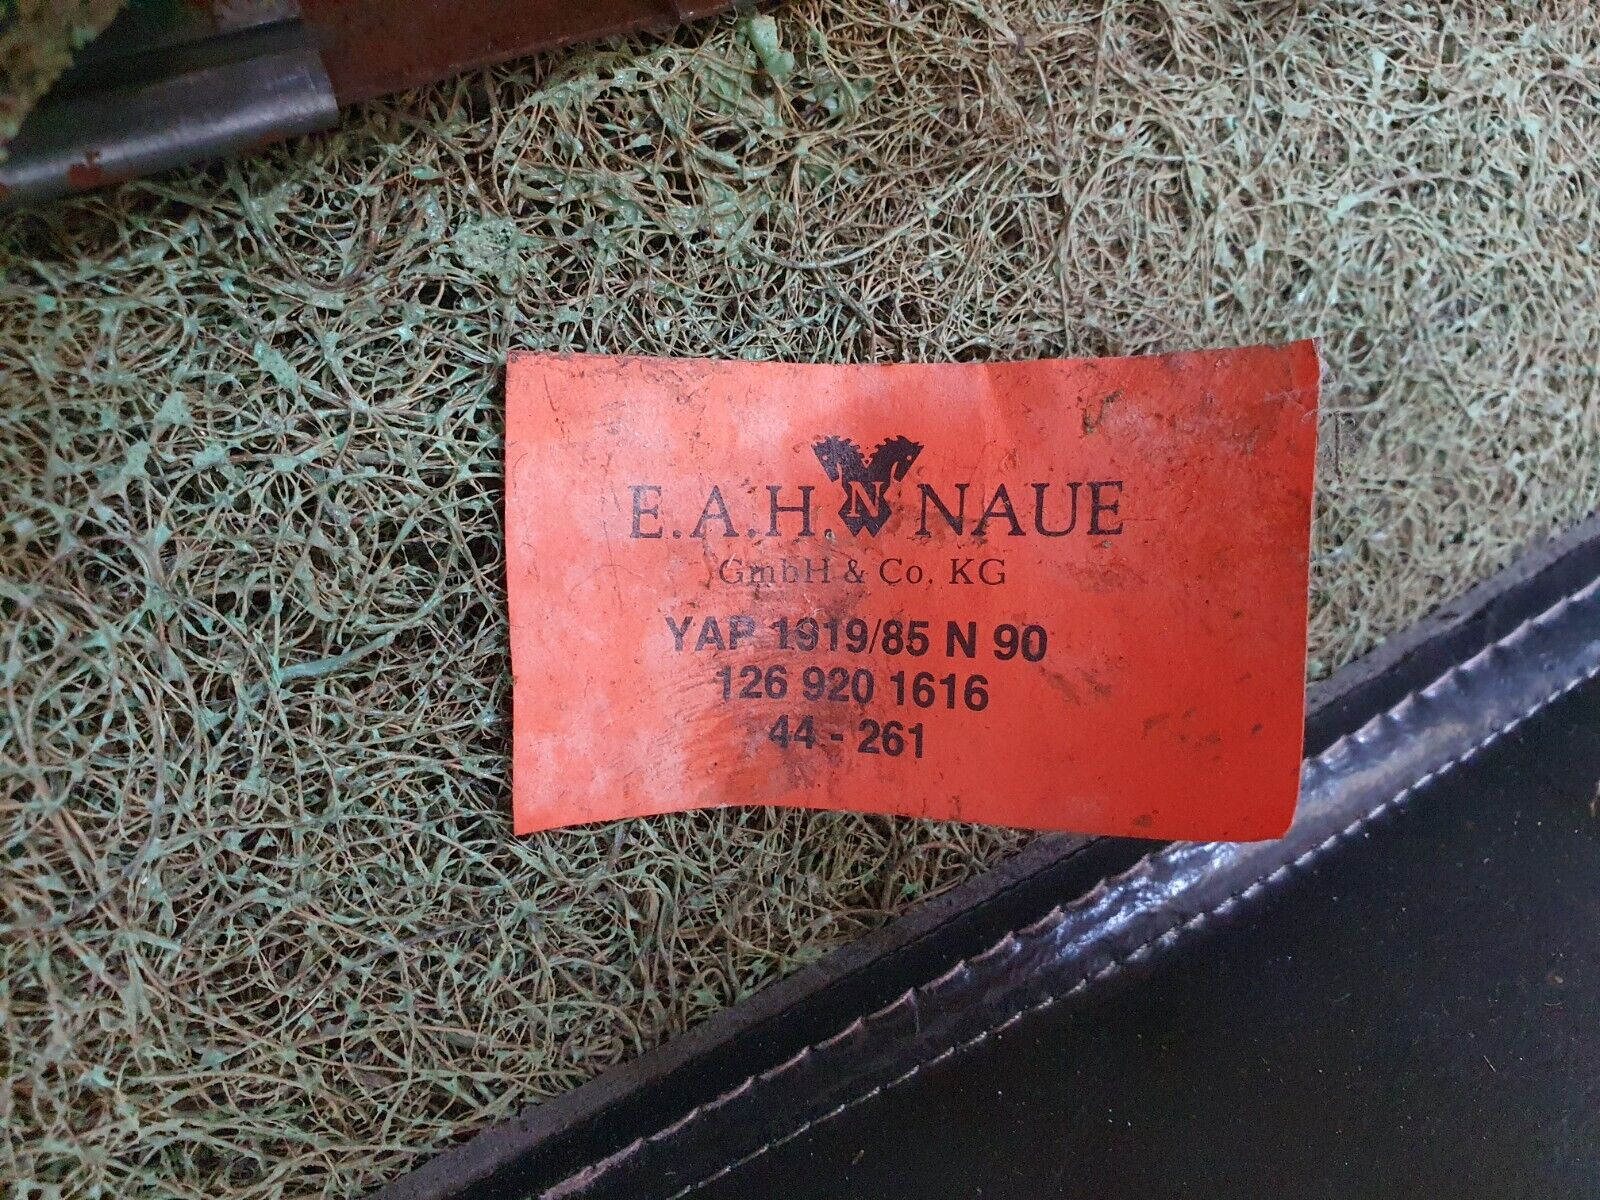 E.A.H. N NAUE
GmbH & Co. KG
YAP 1919/85 N 90
126 920 1616
44 - 261